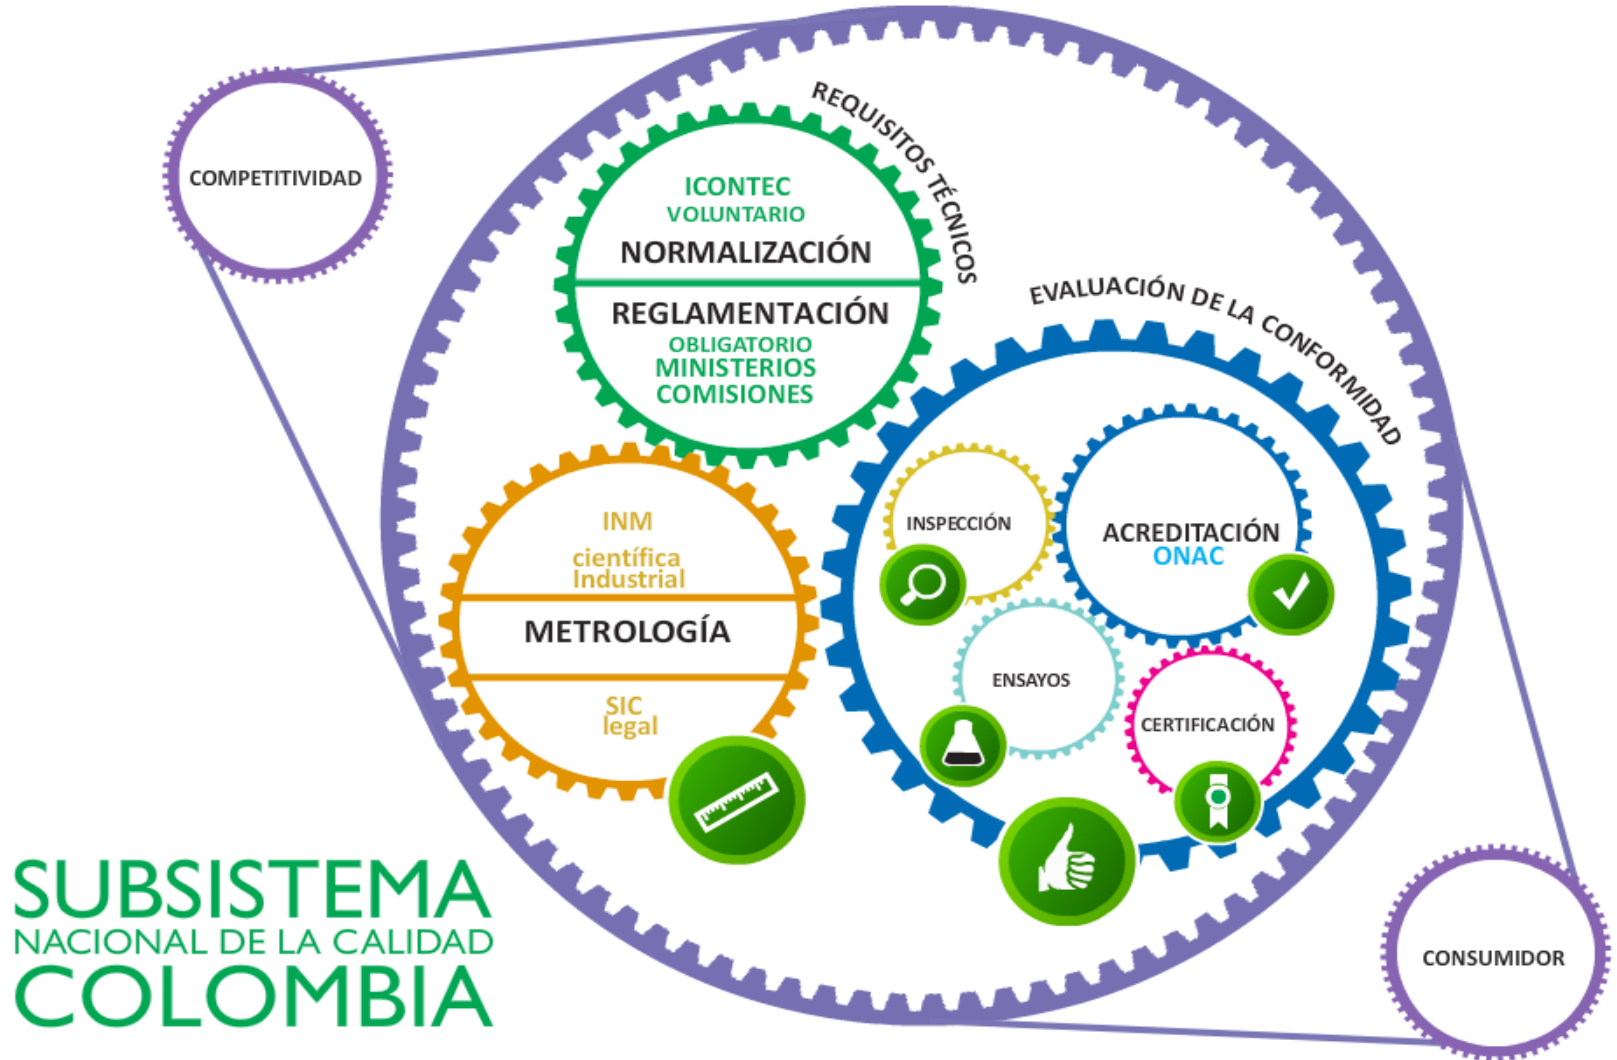 COMPETITIVIDAD
REQUISITOS TÉCNICOS
ICONTEC
VOLUNTARIO
NORMALIZACIÓN
REGLAMENTACIÓN
OBLIGATORIO
MINISTERIOS
COMISIONES
EVALUACIÓN DE LA CONFORMIDAD
INSPECCIÓN
ACREDITACIÓN
ONAC
ENSAYOS
CERTIFICACIÓN
INM
científica
Industrial
METROLOGÍA
SIC
legal
SUBSISTEMA
NACIONAL DE LA CALIDAD
COLOMBIA
CONSUMIDOR